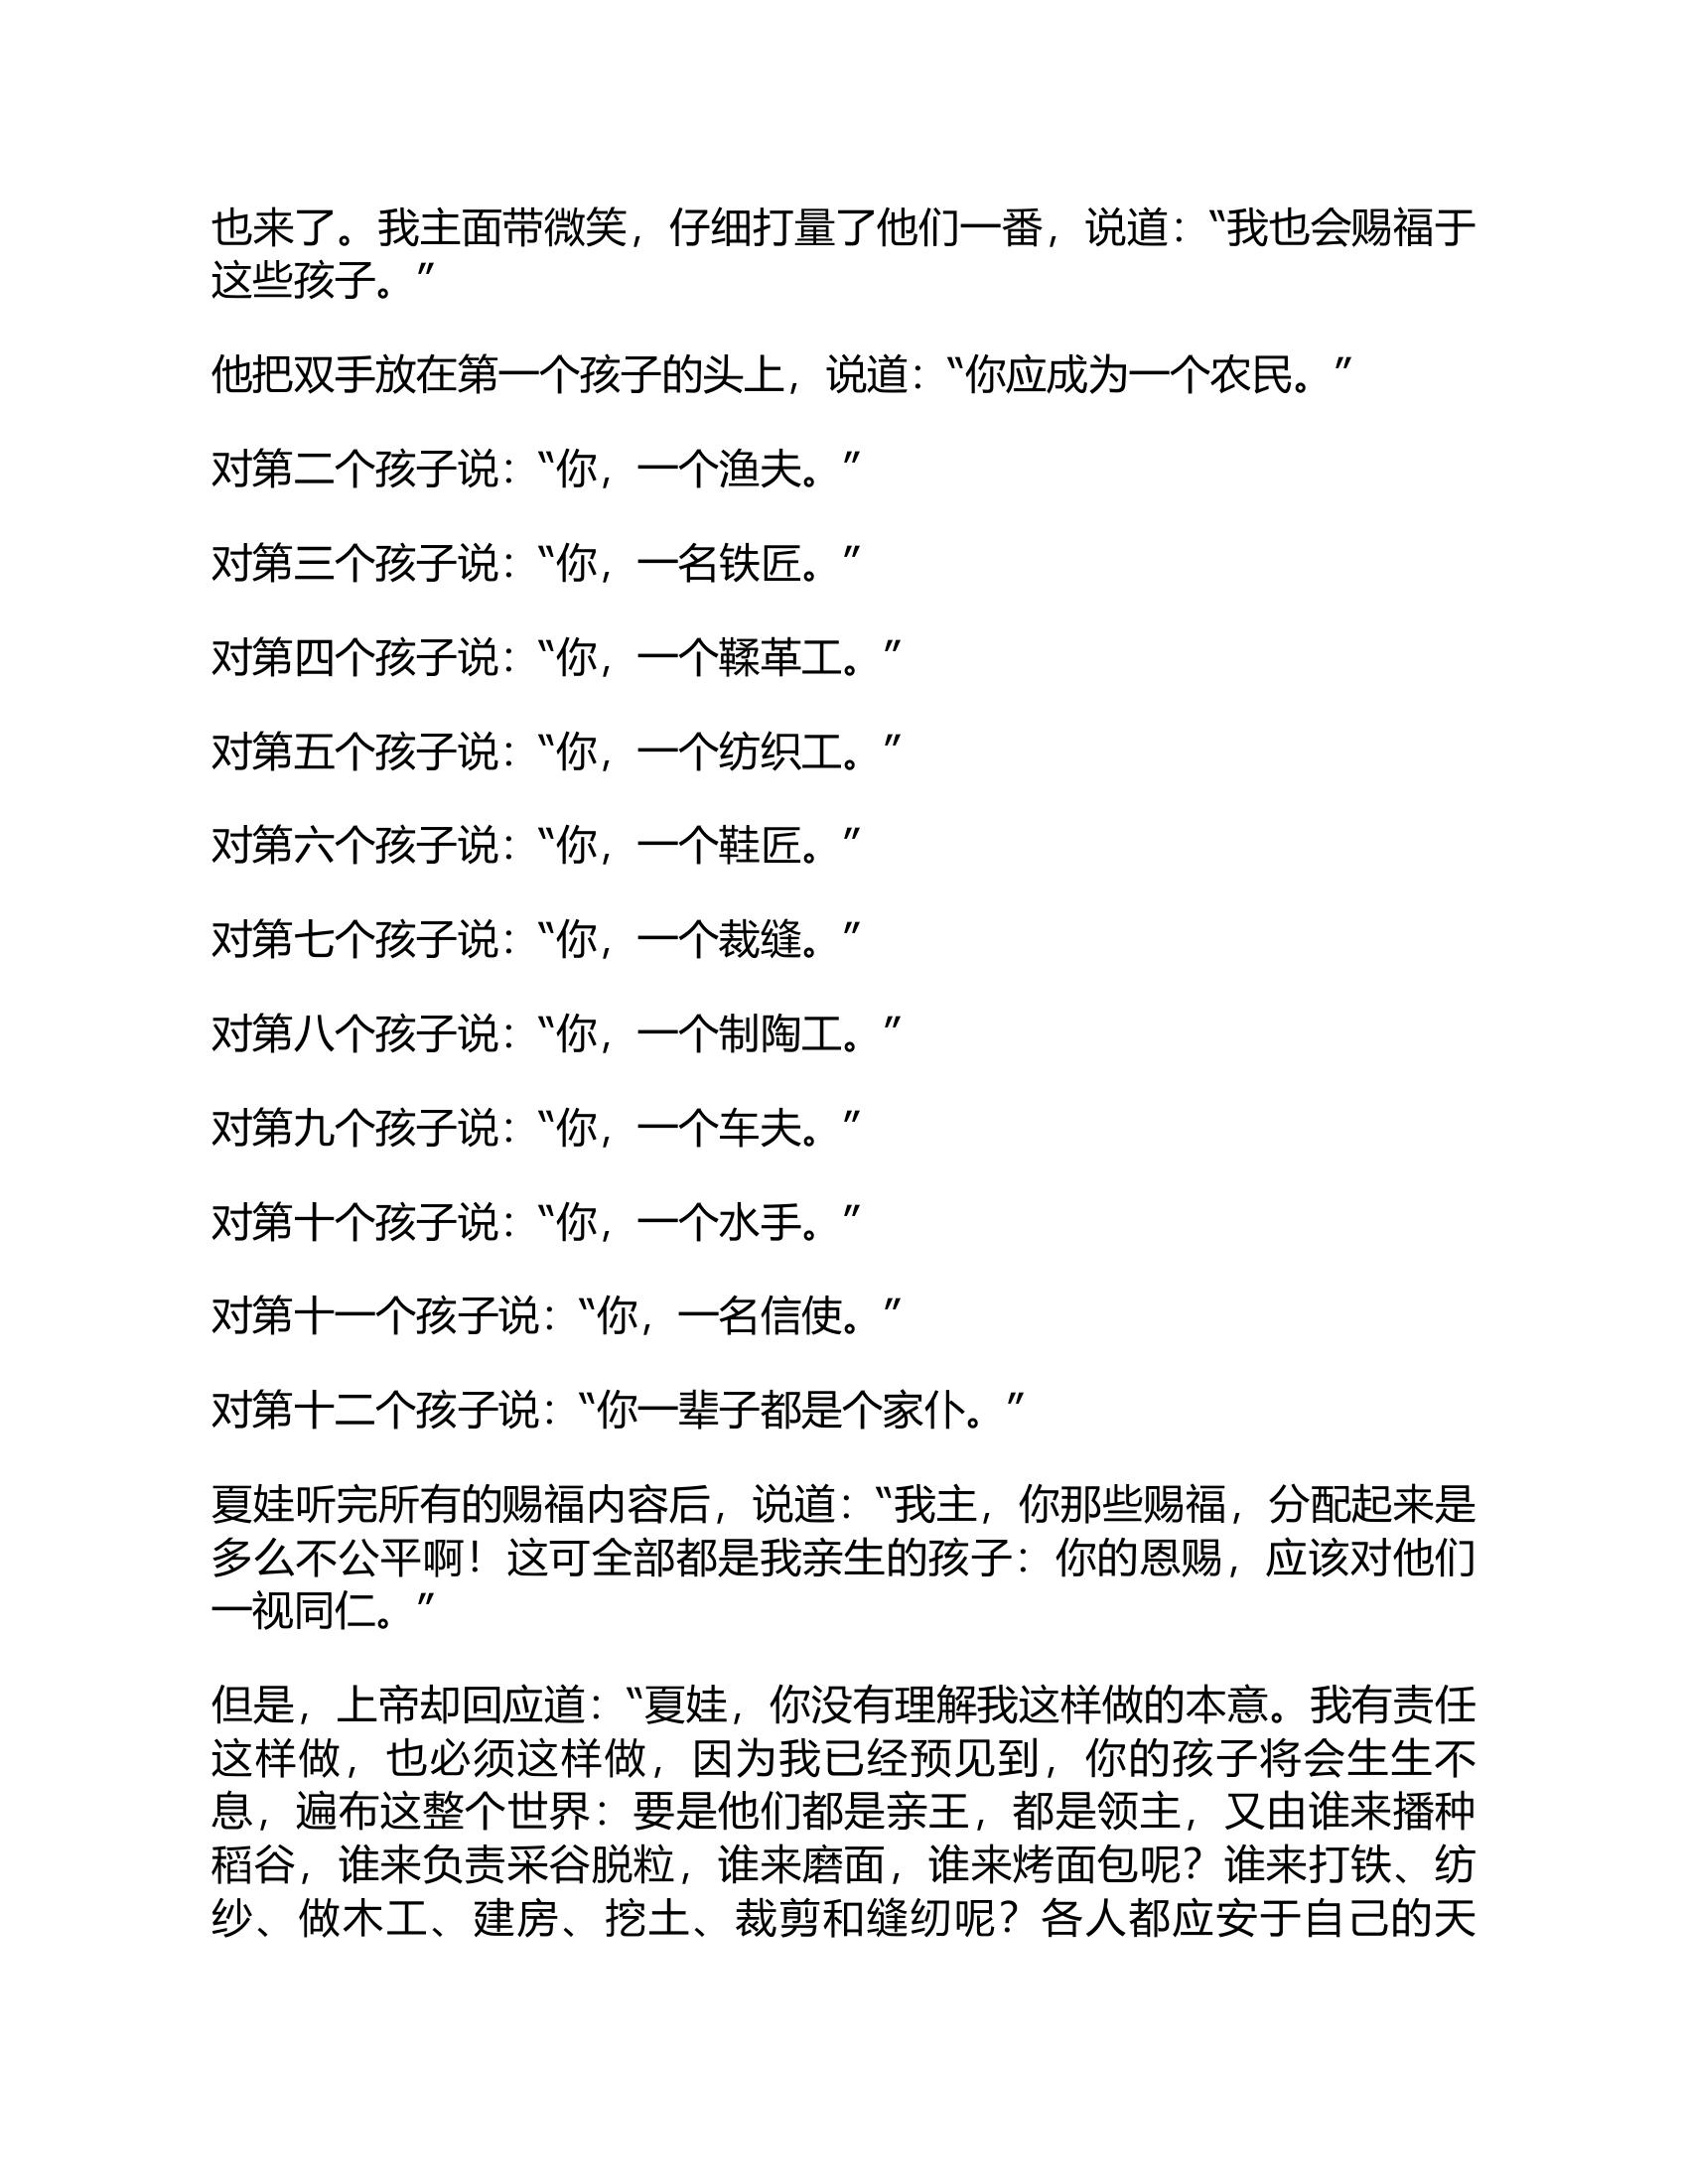 也来了。我主面带微笑，仔细打量了他们一番，说道：“我也会赐福于
这些孩子。”
他把双手放在第一个孩子的头上，说道：“你应成为一个农民。”
对第二个孩子说：“你，一个渔夫。”
对第三个孩子说：“你，一名铁匠。”
对第四个孩子说：“你，一个鞣革工。”
对第五个孩子说：“你，一个纺织工。”
对第六个孩子说：“你，一个鞋匠。”
对第七个孩子说：“你，一个裁缝。”
对第八个孩子说：“你，一个制陶工。”
对第九个孩子说：“你，一个车夫。”
对第十个孩子说：“你，一个水手。”
对第十一个孩子说：“你，一名信使。”
对第十二个孩子说：“你一辈子都是个家仆。”
夏娃听完所有的赐福内容后，说道：“我主，你那些赐福，分配起来是
多么不公平啊！这可全部都是我亲生的孩子：你的恩赐，应该对他们
一视同仁。”
但是，上帝却回应道：“夏娃，你没有理解我这样做的本意。我有责任
这样做，也必须这样做，因为我已经预见到，你的孩子将会生生不
息，遍布这整个世界：要是他们都是亲王，都是领主，又由谁来播种
稻谷，谁来负责采谷脱粒，谁来磨面，谁来烤面包呢？谁来打铁、纺
纱、做木工、建房、挖土、裁剪和缝纫呢？各人都应安于自己的天